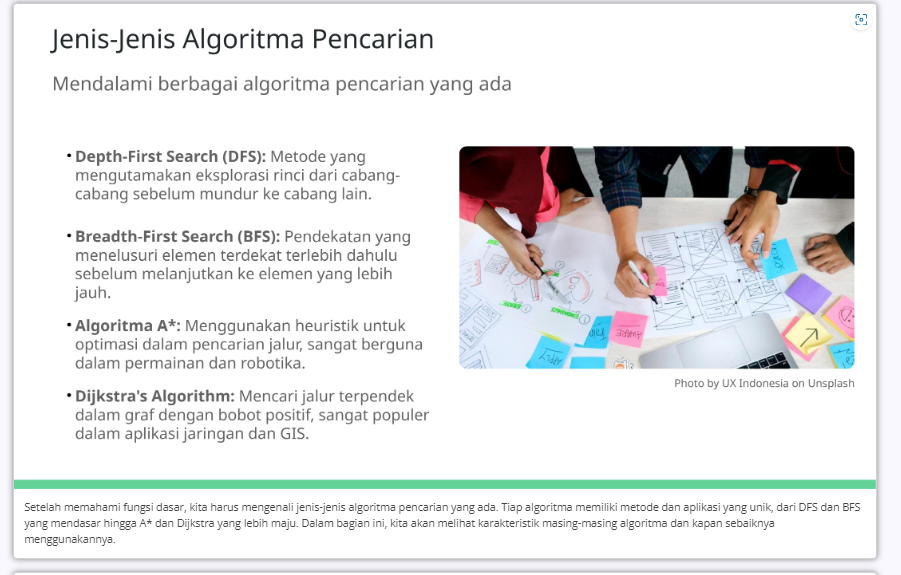 Jenis-Jenis Algoritma Pencarian
Mendalami berbagai algoritma pencarian yang ada
• Depth-First Search (DFS): Metode yang
mengutamakan eksplorasi rinci dari cabang-
cabang sebelum mundur ke cabang lain.
• Breadth-First Search (BFS): Pendekatan yang
menelusuri elemen terdekat terlebih dahulu
sebelum melanjutkan ke elemen yang lebih
jauh.
• Algoritma A*: Menggunakan heuristik untuk
optimasi dalam pencarian jalur, sangat berguna
dalam permainan dan robotika.
• Dijkstra's Algorithm: Mencari jalur terpendek
dalam graf dengan bobot positif, sangat populer
dalam aplikasi jaringan dan GIS.
Photo by UX Indonesia on Unsplash
Setelah memahami fungsi dasar, kita harus mengenali jenis-jenis algoritma pencarian yang ada. Tiap algoritma memiliki metode dan aplikasi yang unik, dari DFS dan BFS
yang mendasar hingga A* dan Dijkstra yang lebih maju. Dalam bagian ini, kita akan melihat karakteristik masing-masing algoritma dan kapan sebaiknya
menggunakannya.